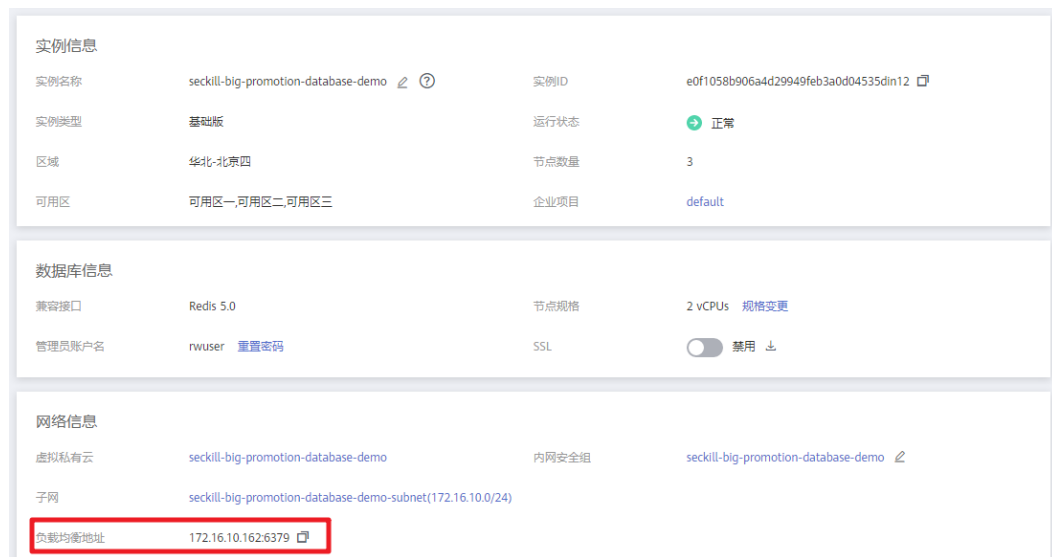 实例信息
实例名称 seckill-big-promotion-database-demo 实例ID e0f1058b906a4d29949feb3a0d04535din12
实例类型 基础版 运行状态 正常
区域 华北-北京四 节点数量 3
可用区 可用区一,可用区二,可用区三 企业项目 default
数据库信息
兼容接口 Redis 5.0 节点规格 2 vCPUs 规格变更
管理员账户名 rwuser 重置密码 SSL 禁用
网络信息
虚拟私有云 seckill-big-promotion-database-demo 内网安全组 seckill-big-promotion-database-demo
子网 seckill-big-promotion-database-demo-subnet(172.16.10.0/24)
负载均衡地址 172.16.10.162:6379